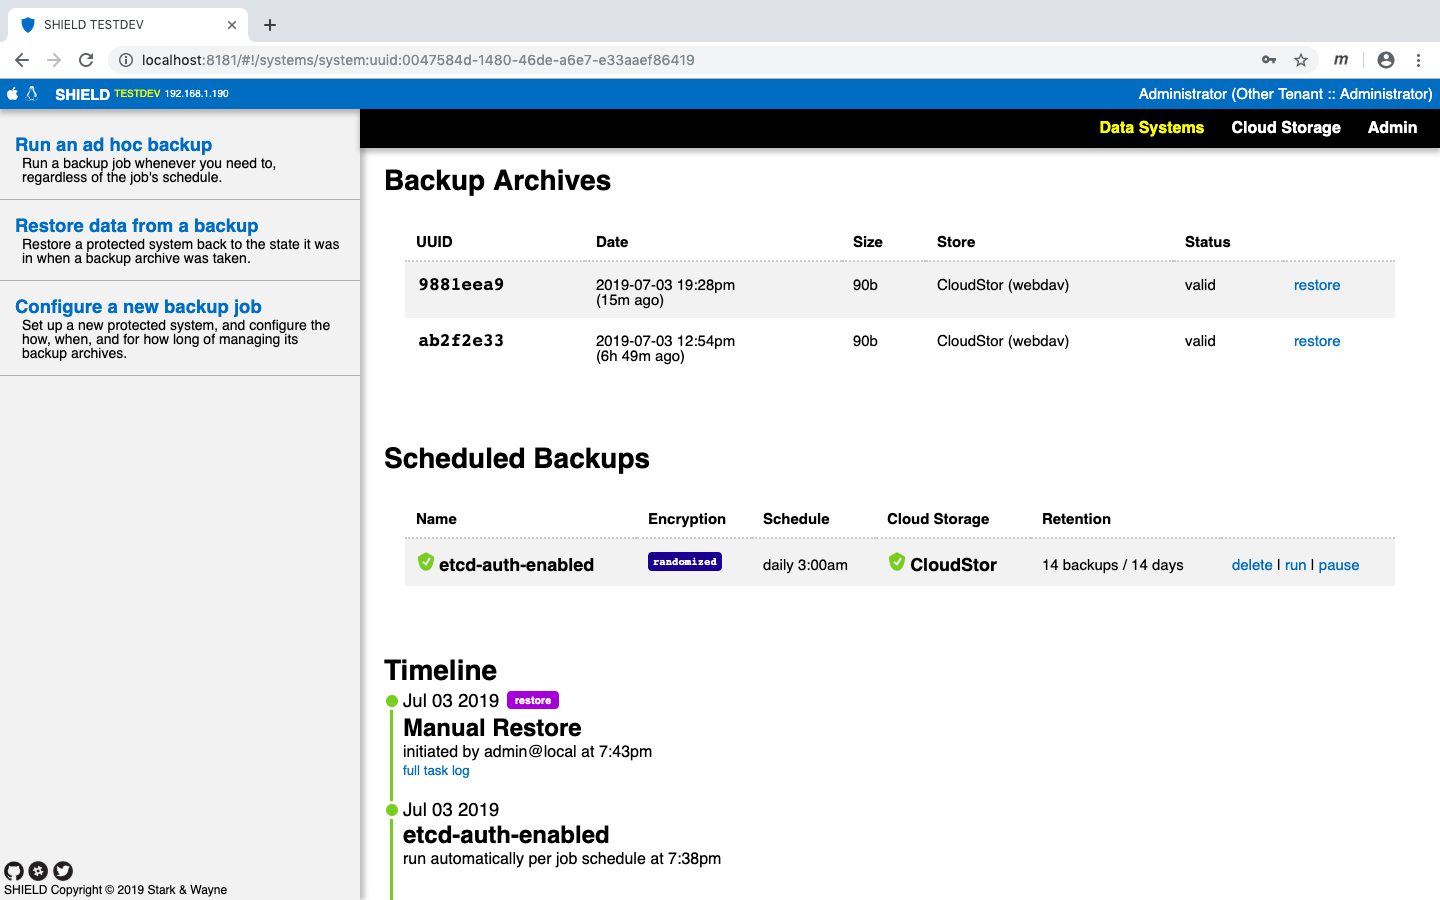 SHIELD TESTDEV
localhost:8181/#!/systems/system:uuid:0047584d-1480-46de-a6e7-e33aaef86419
m
SHIELD TESTDEV 192.168.1.190
Administrator (Other Tenant :: Administrator)
Data Systems Cloud Storage Admin
Run an ad hoc backup
Run a backup job whenever you need to,
regardless of the job's schedule.
Restore data from a backup
Restore a protected system back to the state it was
in when a backup archive was taken.
Configure a new backup job
Set up a new protected system, and configure the
how, when, and for how long of managing its
backup archives.
SHIELD Copyright © 2019 Stark & Wayne
Backup Archives
UUID Date Size Store Status
9881eea9 2019-07-03 19:28pm 90b CloudStor (webdav) valid restore
(15m ago)
ab2f2e33 2019-07-03 12:54pm 90b CloudStor (webdav) valid restore
(6h 49m ago)
Scheduled Backups
Name Encryption Schedule Cloud Storage Retention
etcd-auth-enabled randomized daily 3:00am CloudStor 14 backups / 14 days delete | run | pause
Timeline
Jul 03 2019 restore
Manual Restore
initiated by admin@local at 7:43pm
full task log
Jul 03 2019
etcd-auth-enabled
run automatically per job schedule at 7:38pm